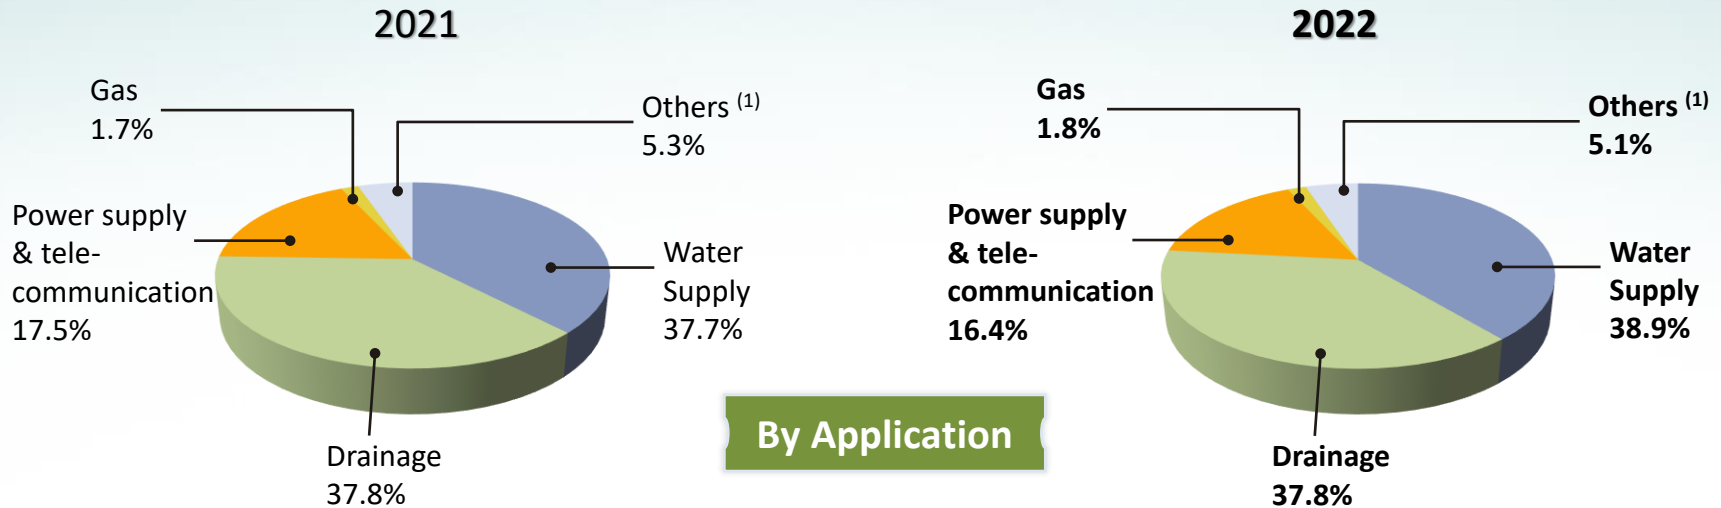 2021
Gas
1.7%
Others (1)
5.3%
Power supply
& tele-
communication
17.5%
Water
Supply
37.7%
Drainage
37.8%
2022
Gas
1.8%
Others (1)
5.1%
Power supply
& tele-
communication
16.4%
Water
Supply
38.9%
Drainage
37.8%
By Application